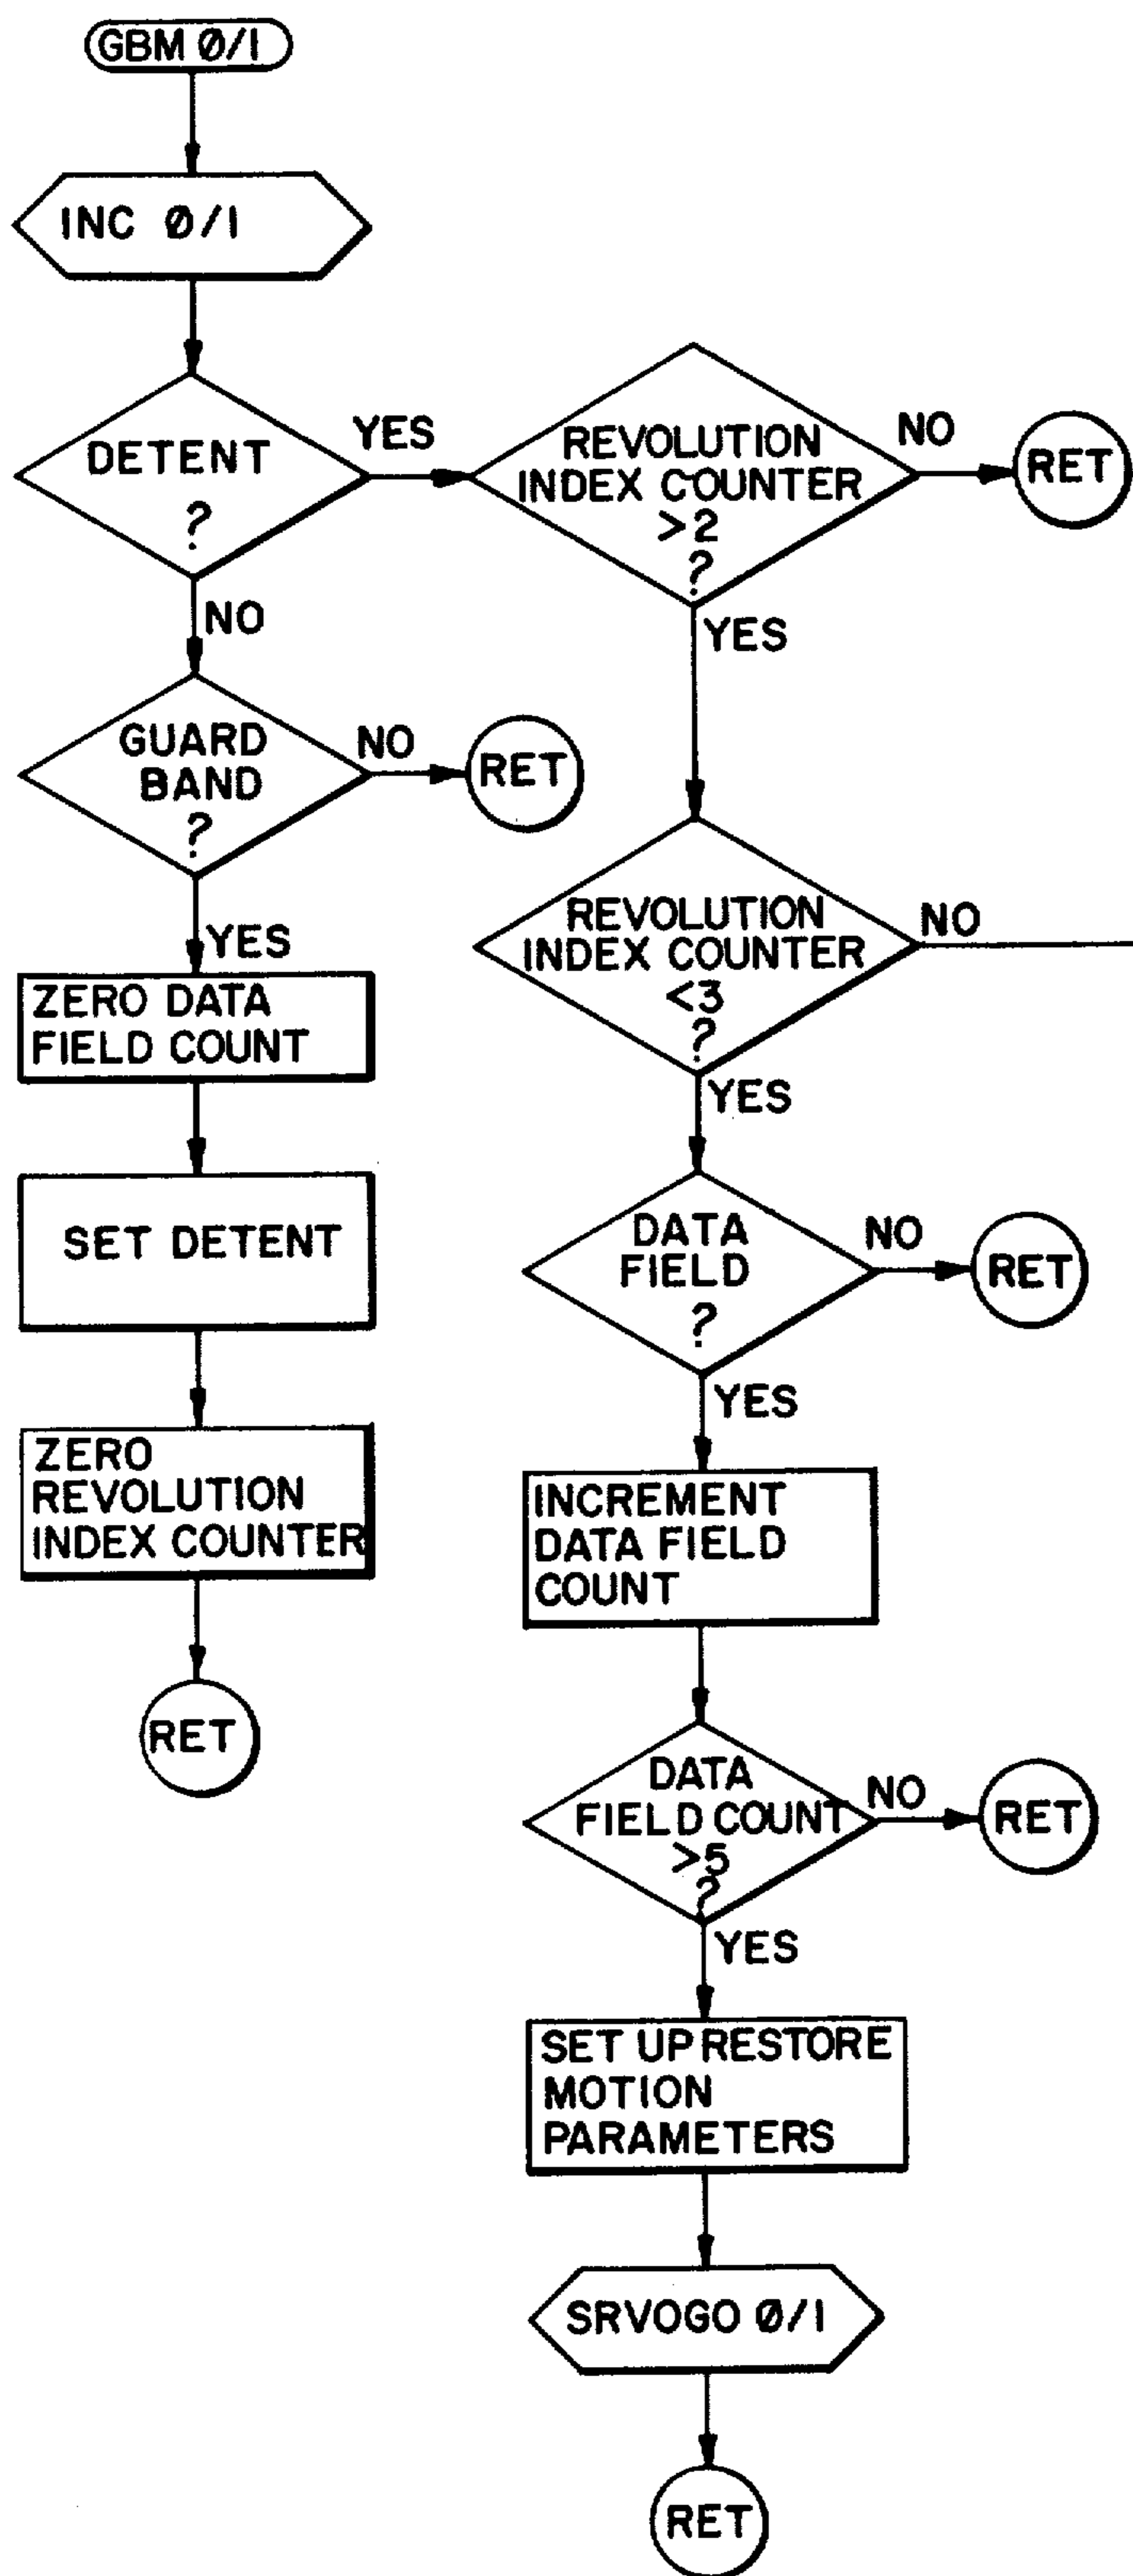 GBM 0/1
INC 0/1
DETENT
?
YES
NO
REVOLUTION
INDEX COUNTER
>2
?
NO
RET
YES
GUARD
BAND
?
NO
RET
YES
ZERO DATA
FIELD COUNT
SET DETENT
ZERO
REVOLUTION
INDEX COUNTER
RET
REVOLUTION
INDEX COUNTER
<3
?
NO
YES
DATA
FIELD
?
NO
RET
YES
INCREMENT
DATA FIELD
COUNT
DATA
FIELD COUNT
>5
?
NO
RET
YES
SET UP RESTORE
MOTION
PARAMETERS
SRVOGO 0/1
RET